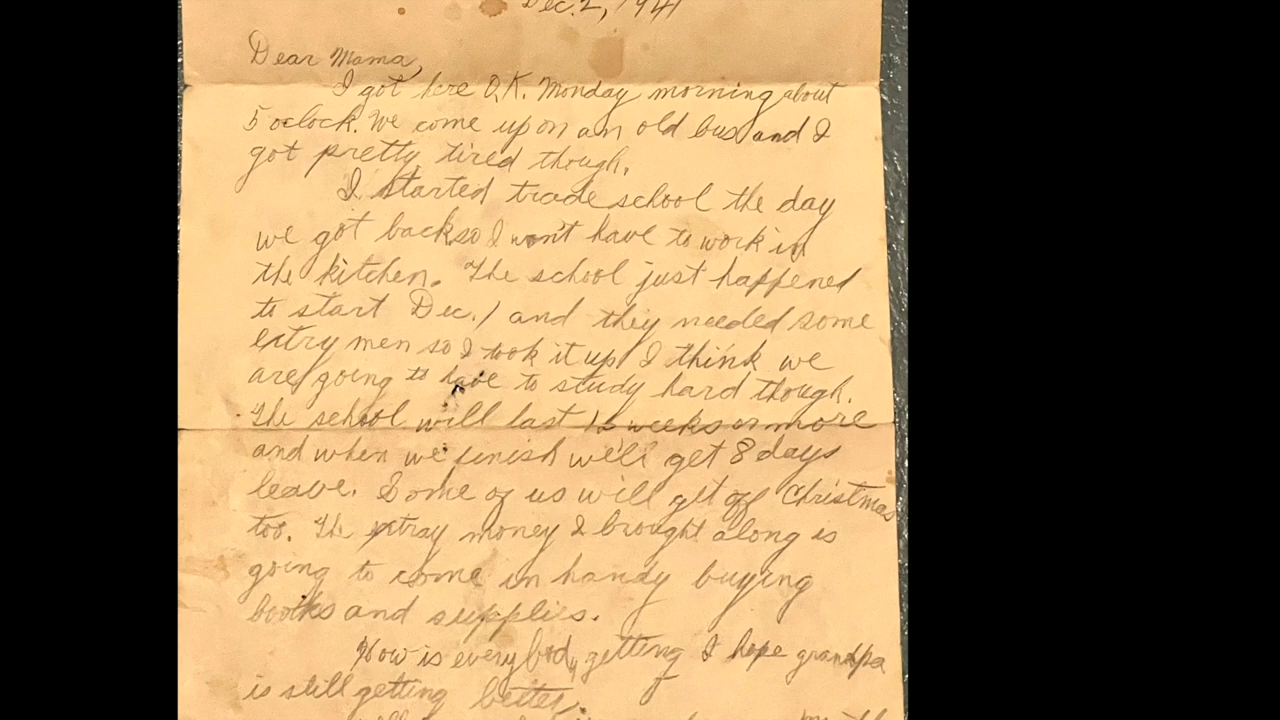 Dec. 2, 1941
Dear Mama,
I got here O.K. Monday morning about
5 oclock. We come up on an old bus and I
got pretty tired though.
I started trade school the day
we got back so I won't have to work in
the kitchen. The school just happened
to start Dec. 1 and they needed some
extry men so I took it up. I think we
are going to have to study hard though.
The school will last weeks or more
and when we finish we'll get 8 days
leave. Some of us will get off Christmas
too. The extray money I brought along is
going to come in handy buying
books and supplies.
How is everybody getting I hope grandpa
is still getting better.